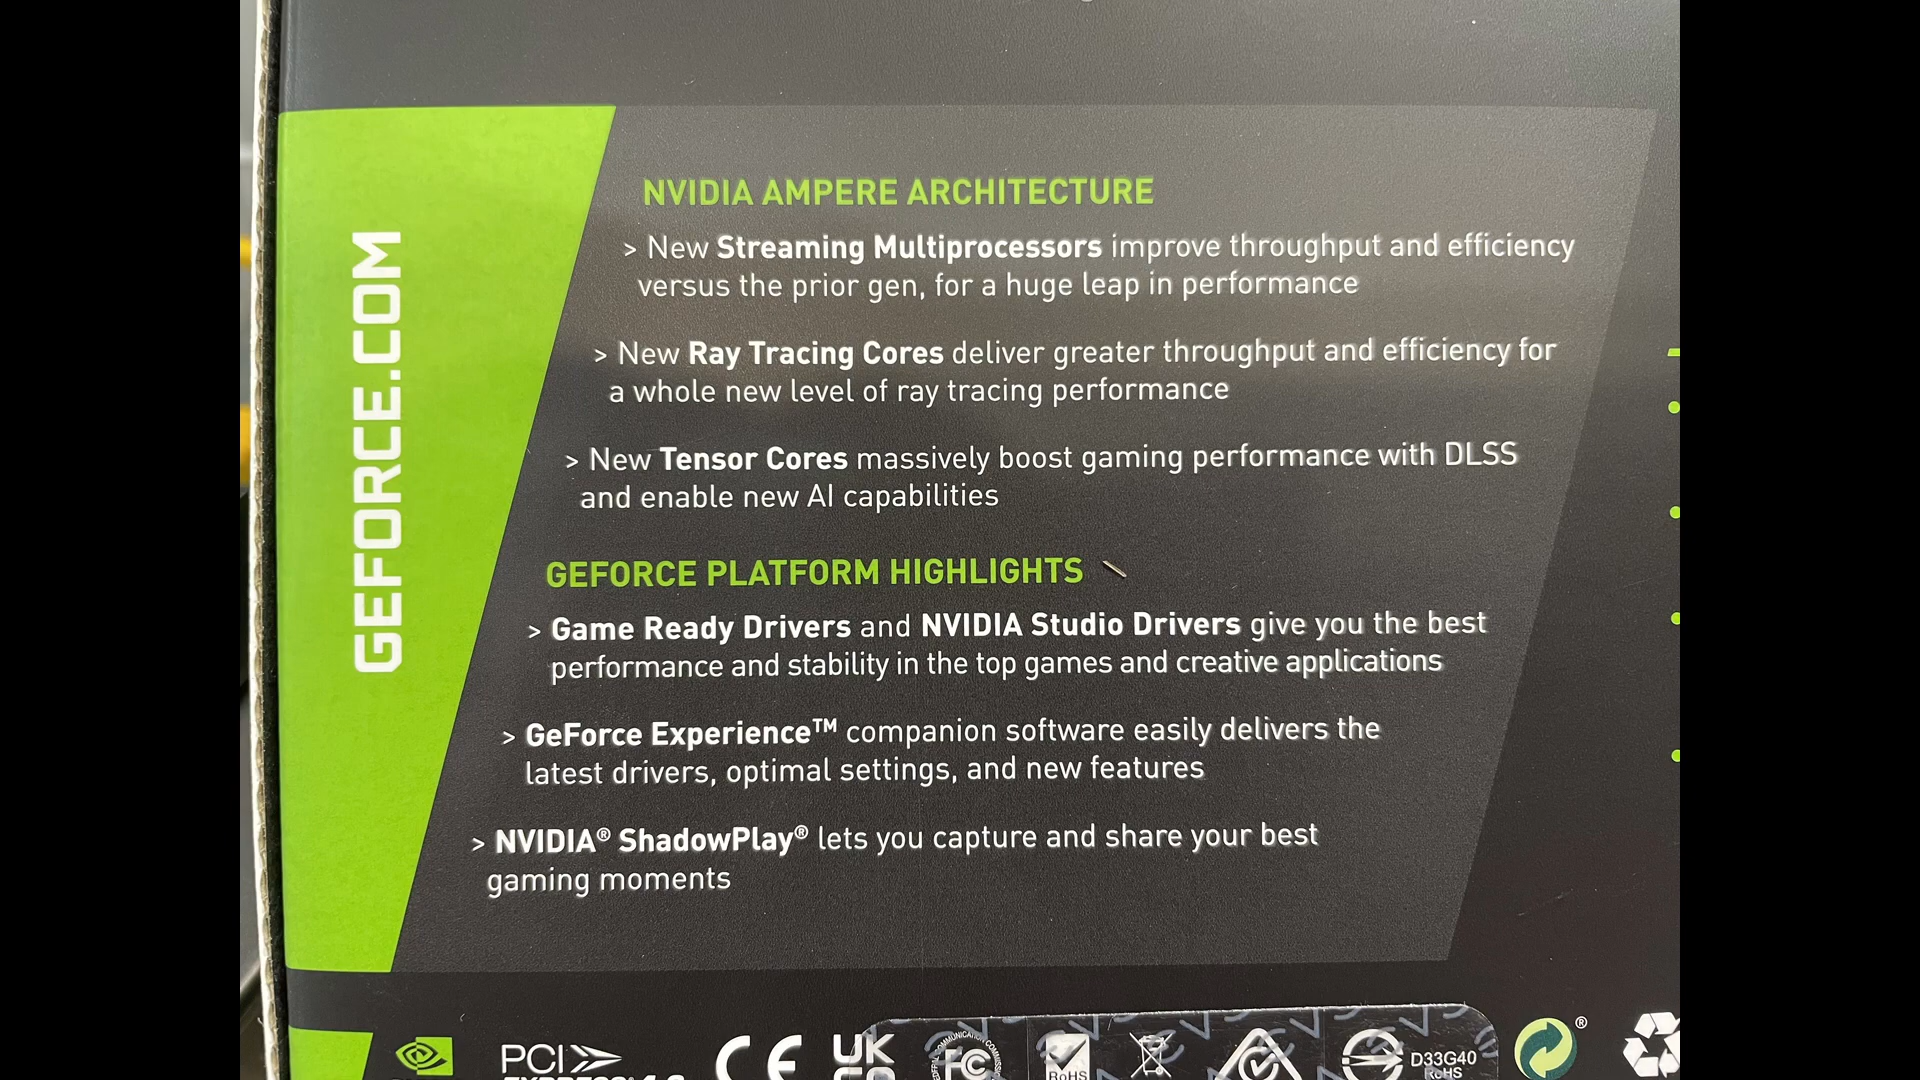 GEFORCE.COM
NVIDIA AMPERE ARCHITECTURE
> New Streaming Multiprocessors improve throughput and efficiency
versus the prior gen, for a huge leap in performance
> New Ray Tracing Cores deliver greater throughput and efficiency for
a whole new level of ray tracing performance
> New Tensor Cores massively boost gaming performance with DLSS
and enable new AI capabilities
GEFORCE PLATFORM HIGHLIGHTS
> Game Ready Drivers and NVIDIA Studio Drivers give you the best
performance and stability in the top games and creative applications
> GeForce Experience™ companion software easily delivers the
latest drivers, optimal settings, and new features
> NVIDIA® ShadowPlay® lets you capture and share your best
gaming moments
PCI
CE
UK
FC
RoHS
D33G40
RoHS
®